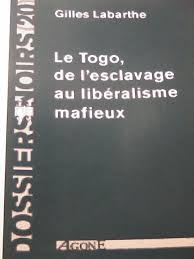 Gilles Labarthe
Le Togo,
de l'esclavage
au libéralisme
mafieux
AGONE